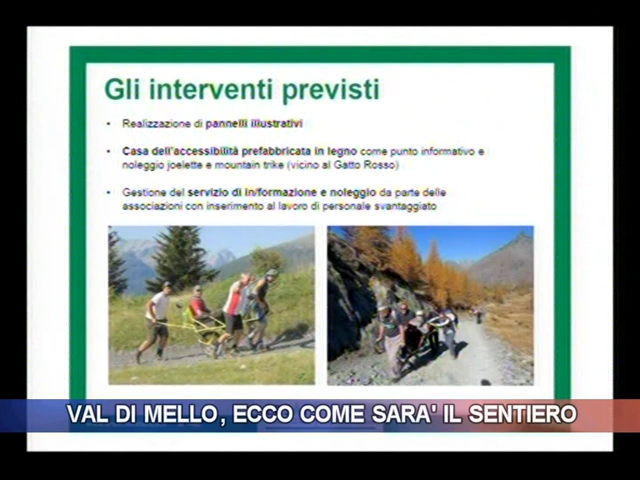 Gli interventi previsti
• Realizzazione di pannelli illustrativi
• Casa dell'accessibilità prefabbricata in legno come punto informativo e
noleggio joelette e mountain trike (vicino al Gatto Rosso)
• Gestione del servizio di in/formazione e noleggio da parte delle
associazioni con inserimento al lavoro di personale svantaggiato
VAL DI MELLO, ECCO COME SARA' IL SENTIERO